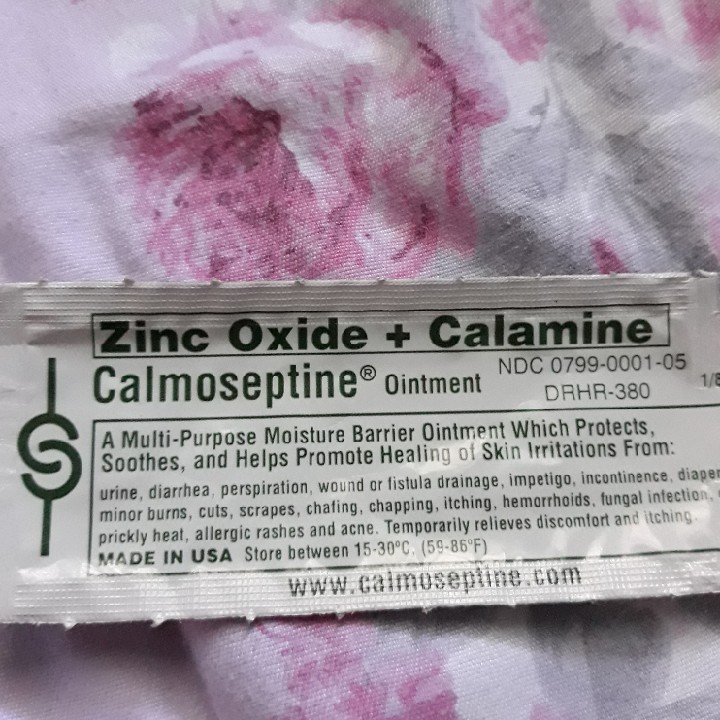 Zinc Oxide + Calamine
Calmoseptine® Ointment
NDC 0799-0001-05
DRHR-380
A Multi-Purpose Moisture Barrier Ointment Which Protects,
Soothes, and Helps Promote Healing of Skin Irritations From:
urine, diarrhea, perspiration, wound or fistula drainage, impetigo, incontinence, diaper
minor burns, cuts, scrapes, chafing, chapping, itching, hemorrhoids, fungal infection,
prickly heat, allergic rashes and acne. Temporarily relieves discomfort and itching.
MADE IN USA Store between 15-30°C, (59-86°F)
www.calmoseptine.com